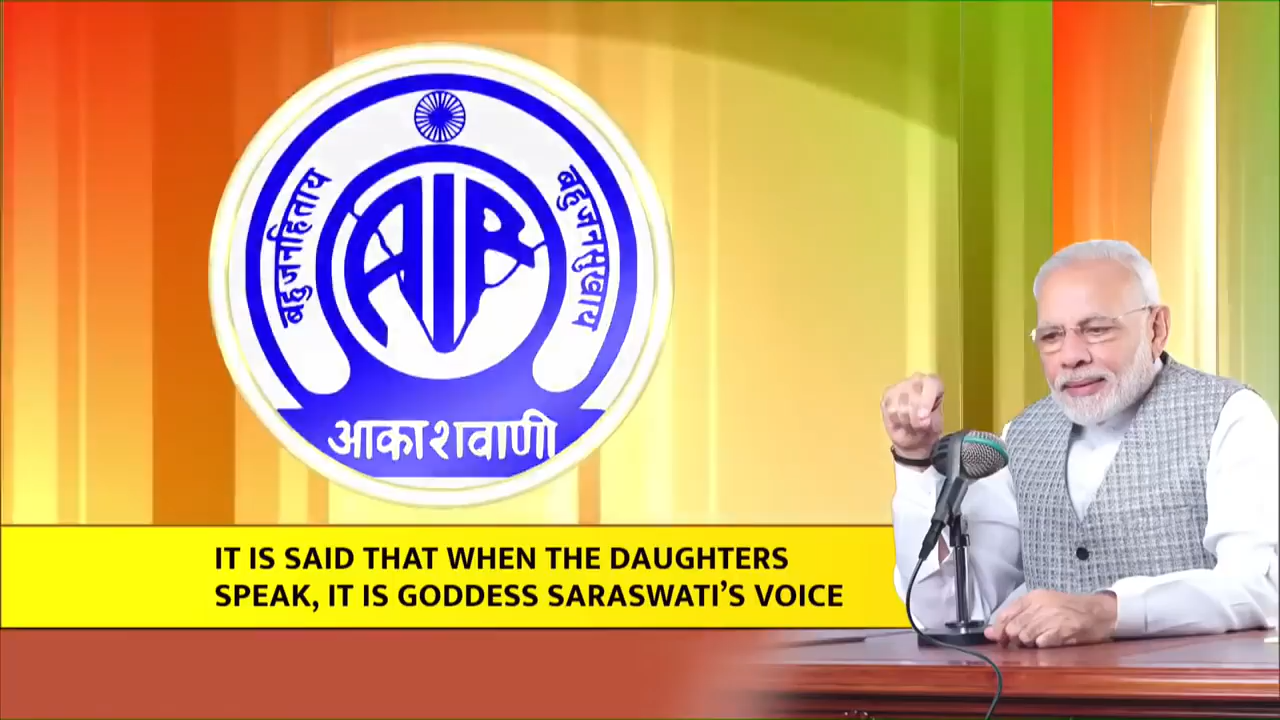 बहुजनहिताय
बहुजनसुखाय
AIR
आकाशवाणी
IT IS SAID THAT WHEN THE DAUGHTERS
SPEAK, IT IS GODDESS SARASWATI’S VOICE